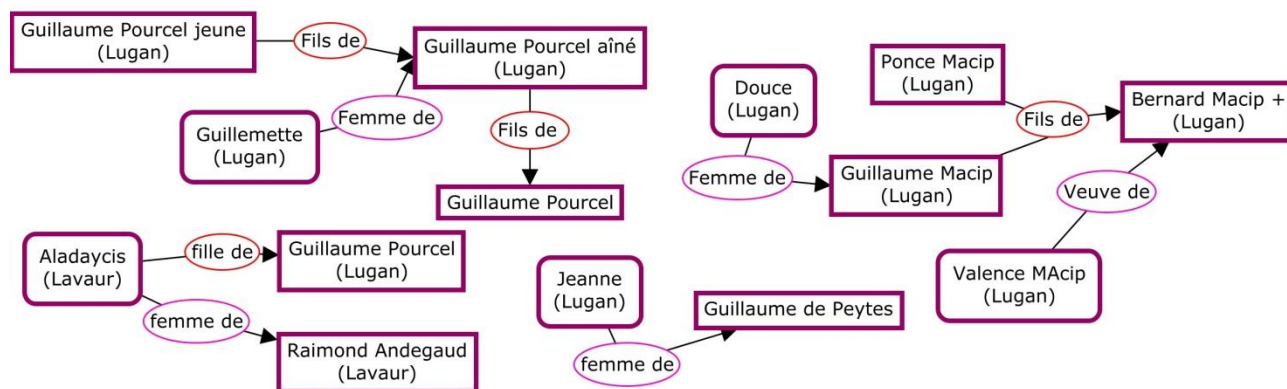 Guillaume Pourcel jeune
(Lugan)
Fils de
Guillaume Pourcel aîné
(Lugan)
Guillemette
(Lugan)
Femme de
Fils de
Guillaume Pourcel
Aladaycis
(Lavaur)
fille de
Guillaume Pourcel
(Lugan)
femme de
Raimond Andegaud
(Lavaur)
Douce
(Lugan)
Femme de
Guillaume Macip
(Lugan)
Ponce Macip
(Lugan)
Fils de
Bernard Macip +
(Lugan)
Veuve de
Valence MAcip
(Lugan)
Jeanne
(Lugan)
femme de
Guillaume de Peytes